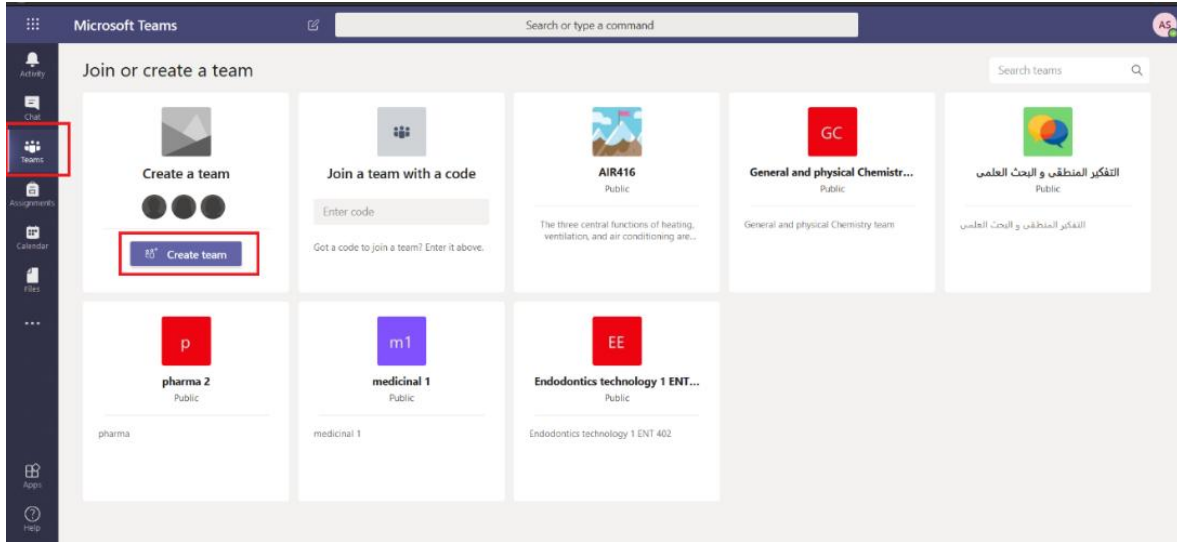 Microsoft Teams
Search or type a command
AS
Activity
Chat
Teams
Assignments
Calendar
Files
Apps
Help
Join or create a team
Search teams
Create a team
Create team
Join a team with a code
Enter code
Got a code to join a team? Enter it above.
AIR416
Public
The three central functions of heating,
ventilation, and air conditioning are...
GC
General and physical Chemistr...
Public
General and physical Chemistry team
التفكير المنطقى و البحث العلمى
Public
التفكير المنطقى و البحث العلمى
p
pharma 2
Public
pharma
m1
medicinal 1
Public
medicinal 1
EE
Endodontics technology 1 ENT...
Public
Endodontics technology 1 ENT 402